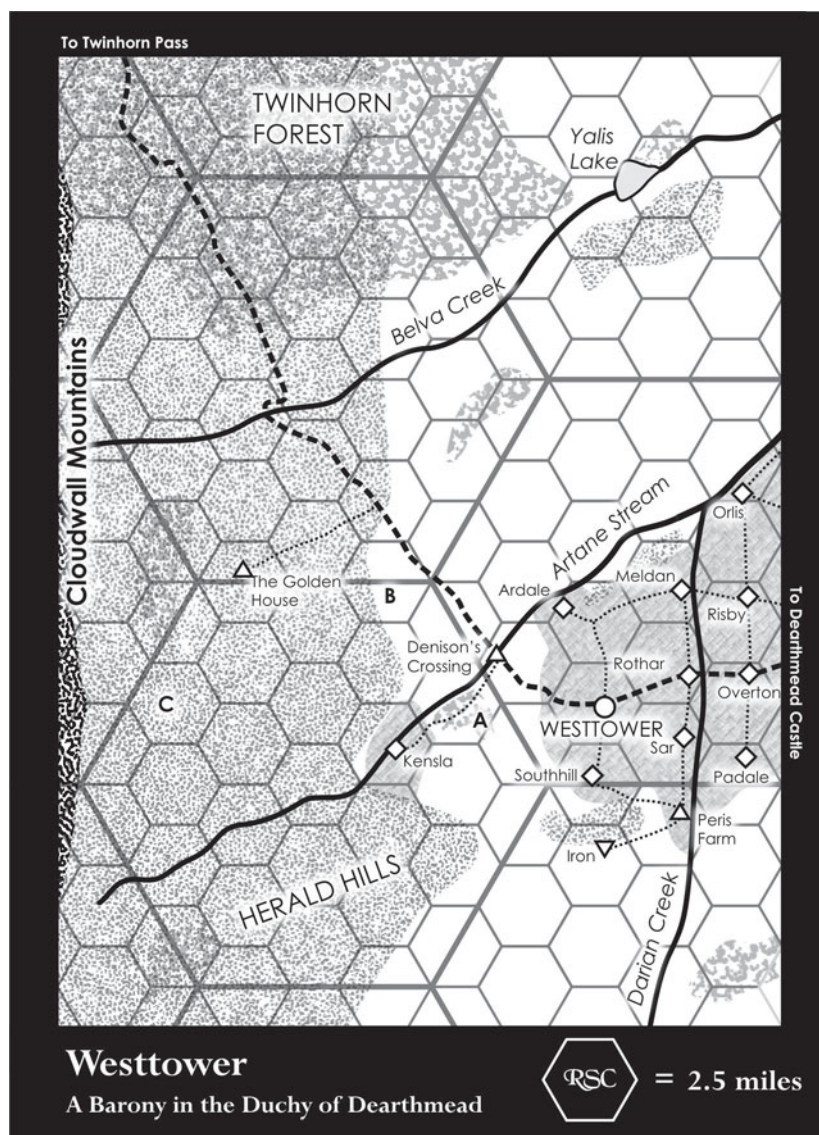 To Twinhorn Pass
TWINHORN
FOREST
Yalis
Lake
Belva Creek
Cloudwall Mountains
Artane Stream
Orlis
The Golden
House
B
Ardale
Meldan
Risby
To Dearthmead Castle
Denison's
Crossing
Rothar
C
A
Overton
WESTTOWER
Kensla
Sar
Southhill
Padale
Peris
Farm
Iron
HERALD HILLS
Darian Creek
Westtower
A Barony in the Duchy of Dearthmead
RSC = 2.5 miles